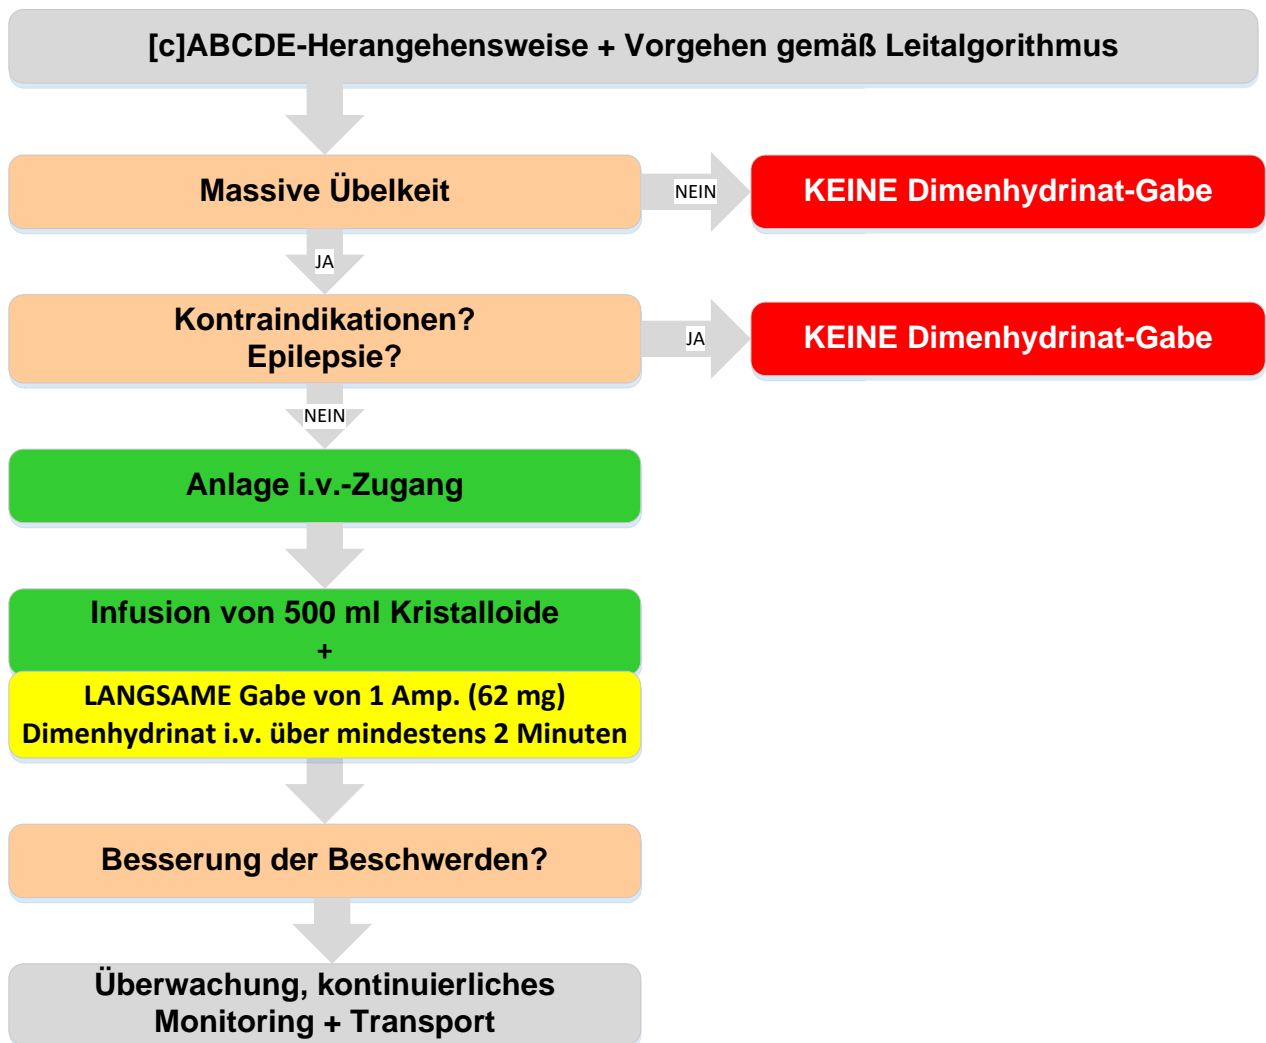 [c]ABCDE-Herangehensweise + Vorgehen gemäß Leitalgorithmus
Massive Übelkeit
NEIN
KEINE Dimenhydrinat-Gabe
JA
Kontraindikationen?
Epilepsie?
JA
KEINE Dimenhydrinat-Gabe
NEIN
Anlage i.v.-Zugang
Infusion von 500 ml Kristalloide
+
LANGSAME Gabe von 1 Amp. (62 mg)
Dimenhydrinat i.v. über mindestens 2 Minuten
Besserung der Beschwerden?
Überwachung, kontinuierliches
Monitoring + Transport